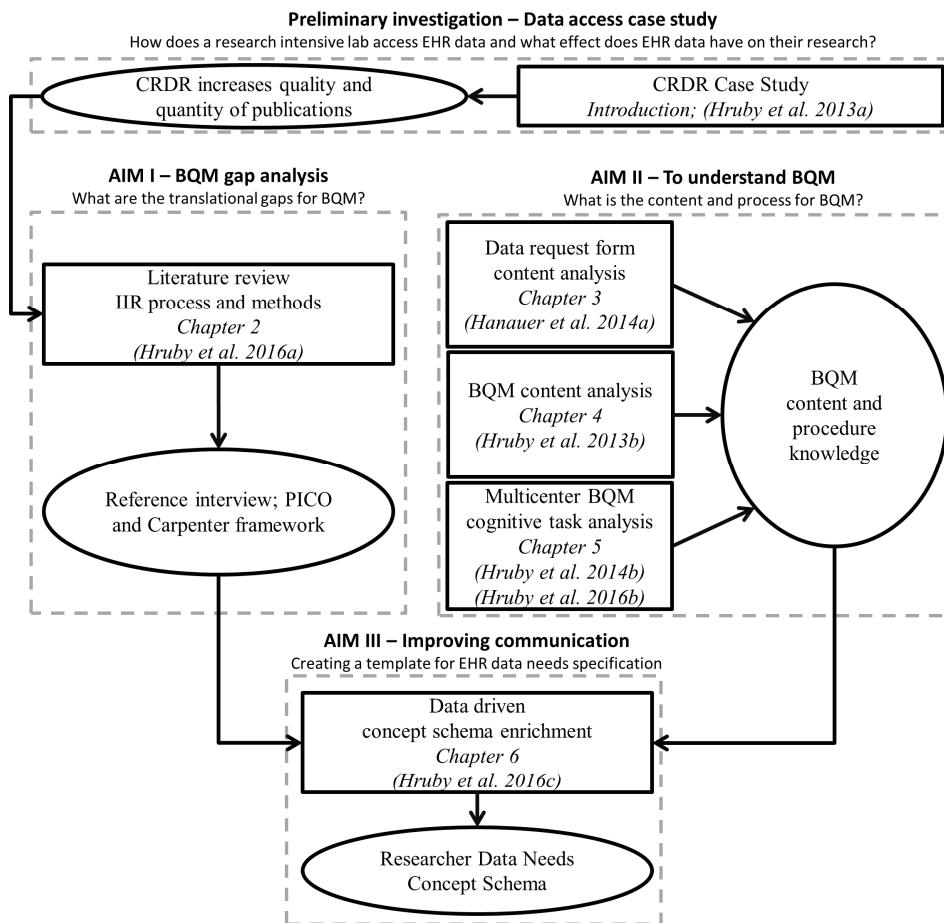 Preliminary investigation – Data access case study
How does a research intensive lab access EHR data and what effect does EHR data have on their research?
CRDR increases quality and
quantity of publications
CRDR Case Study
Introduction; (Hruby et al. 2013a)
AIM I – BQM gap analysis
What are the translational gaps for BQM?
Literature review
IIR process and methods
Chapter 2
(Hruby et al. 2016a)
Reference interview; PICO
and Carpenter framework
AIM II – To understand BQM
What is the content and process for BQM?
Data request form
content analysis
Chapter 3
(Hanauer et al. 2014a)
BQM content analysis
Chapter 4
(Hruby et al. 2013b)
Multicenter BQM
cognitive task analysis
Chapter 5
(Hruby et al. 2014b)
(Hruby et al. 2016b)
BQM
content and
procedure
knowledge
AIM III – Improving communication
Creating a template for EHR data needs specification
Data driven
concept schema enrichment
Chapter 6
(Hruby et al. 2016c)
Researcher Data Needs
Concept Schema